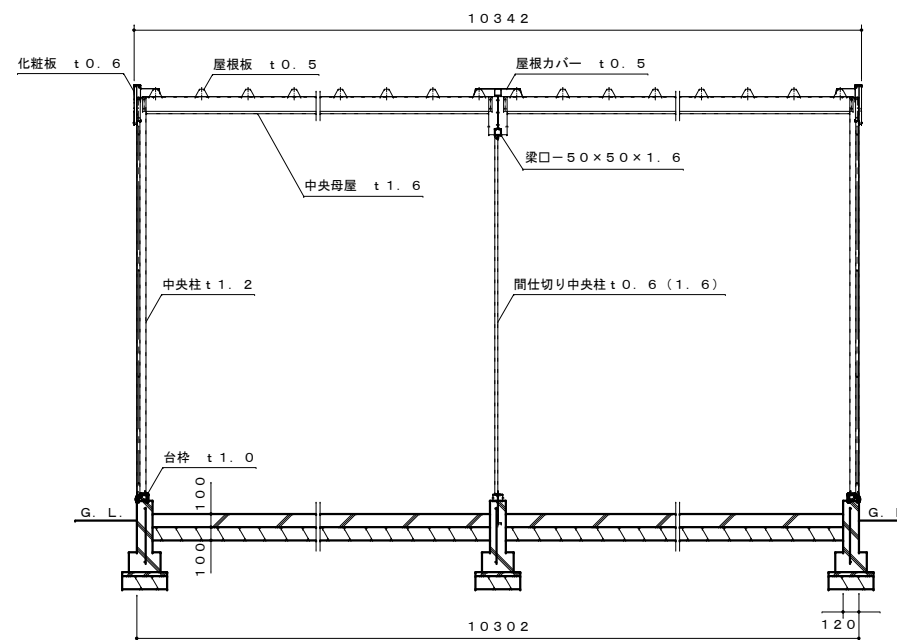 10342
化粧板 t0.6
屋根板 t0.5
屋根カバー t0.5
梁口－50×50×1.6
中央母屋 t1.6
中央柱t1.2
間仕切り中央柱t0.6(1.6)
台枠 t1.0
100
G.L.
G.L
100
10302
120